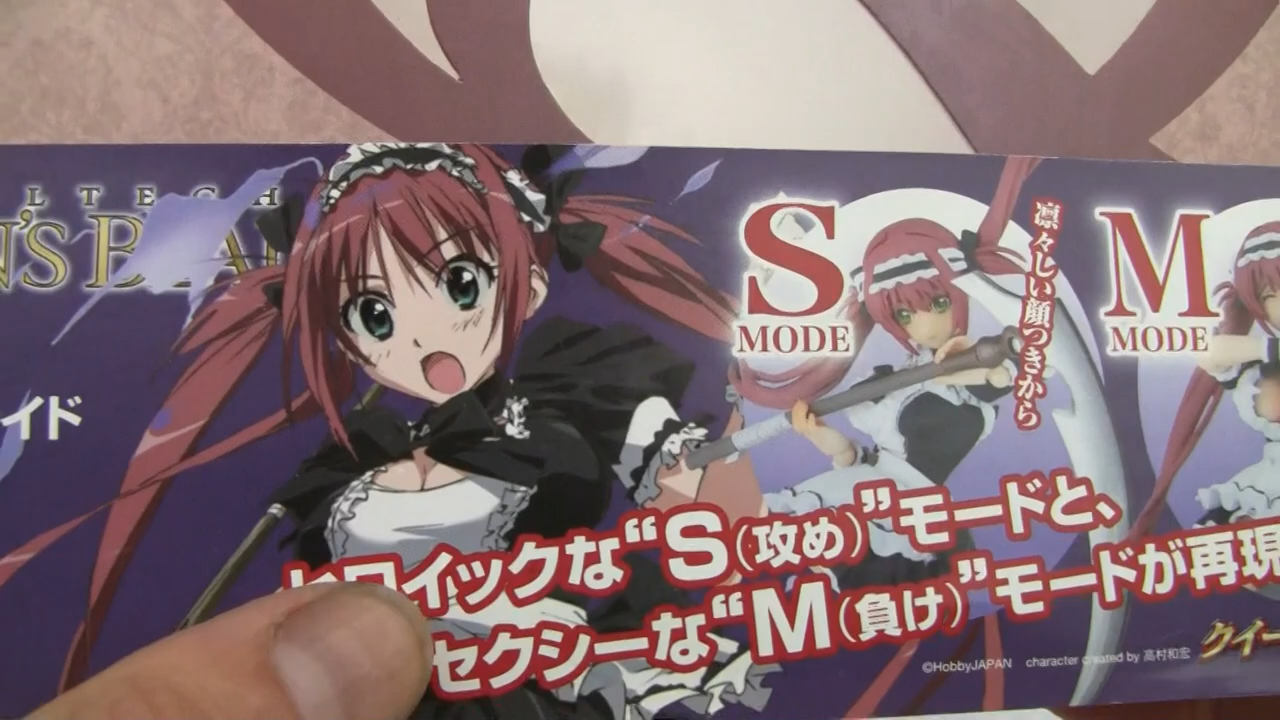 LTECH
N'S BLA
イド
S
MODE
凛々しい顔つきから
M
MODE
ヒロイックな“S(攻め)”モードと、
セクシーな“M(負け)”モードが再現
©HobbyJAPAN character created by 高村和宏
クイー